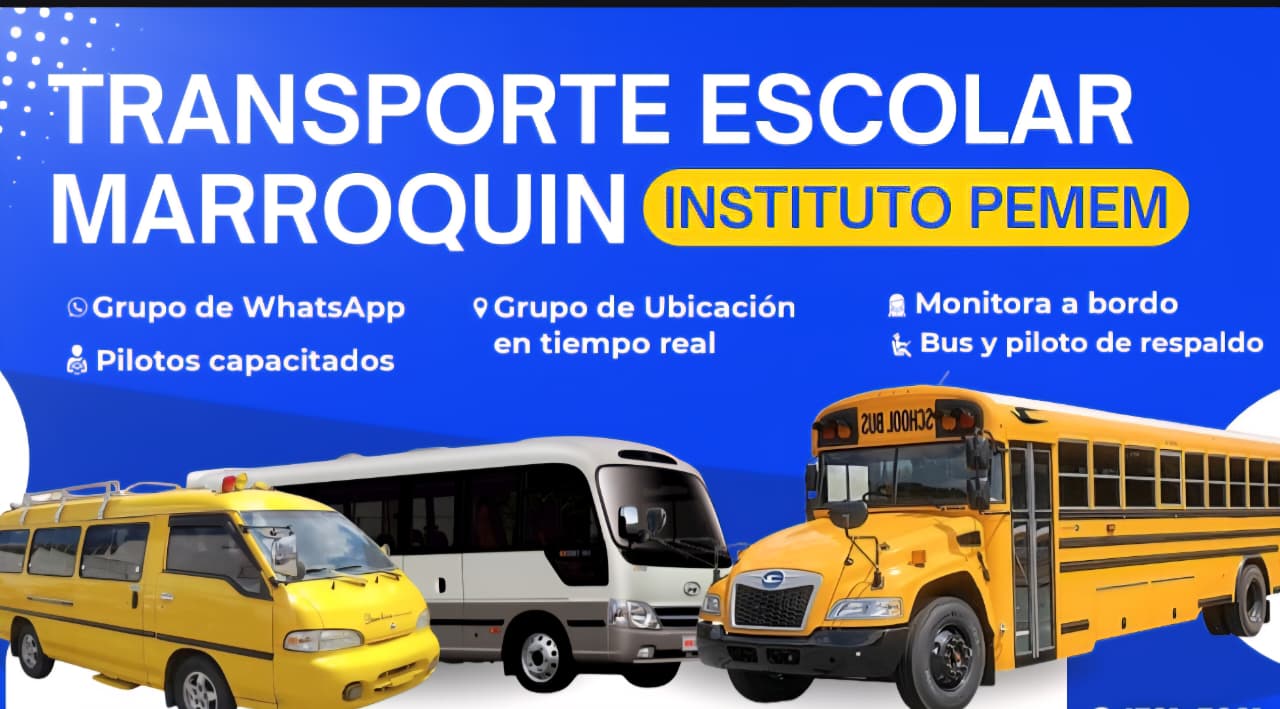 TRANSPORTE ESCOLAR
MARROQUIN INSTITUTO PEMEM
Grupo de WhatsApp
Pilotos capacitados
Grupo de Ubicación
en tiempo real
Monitora a bordo
Bus y piloto de respaldo
SCHOOL BUS